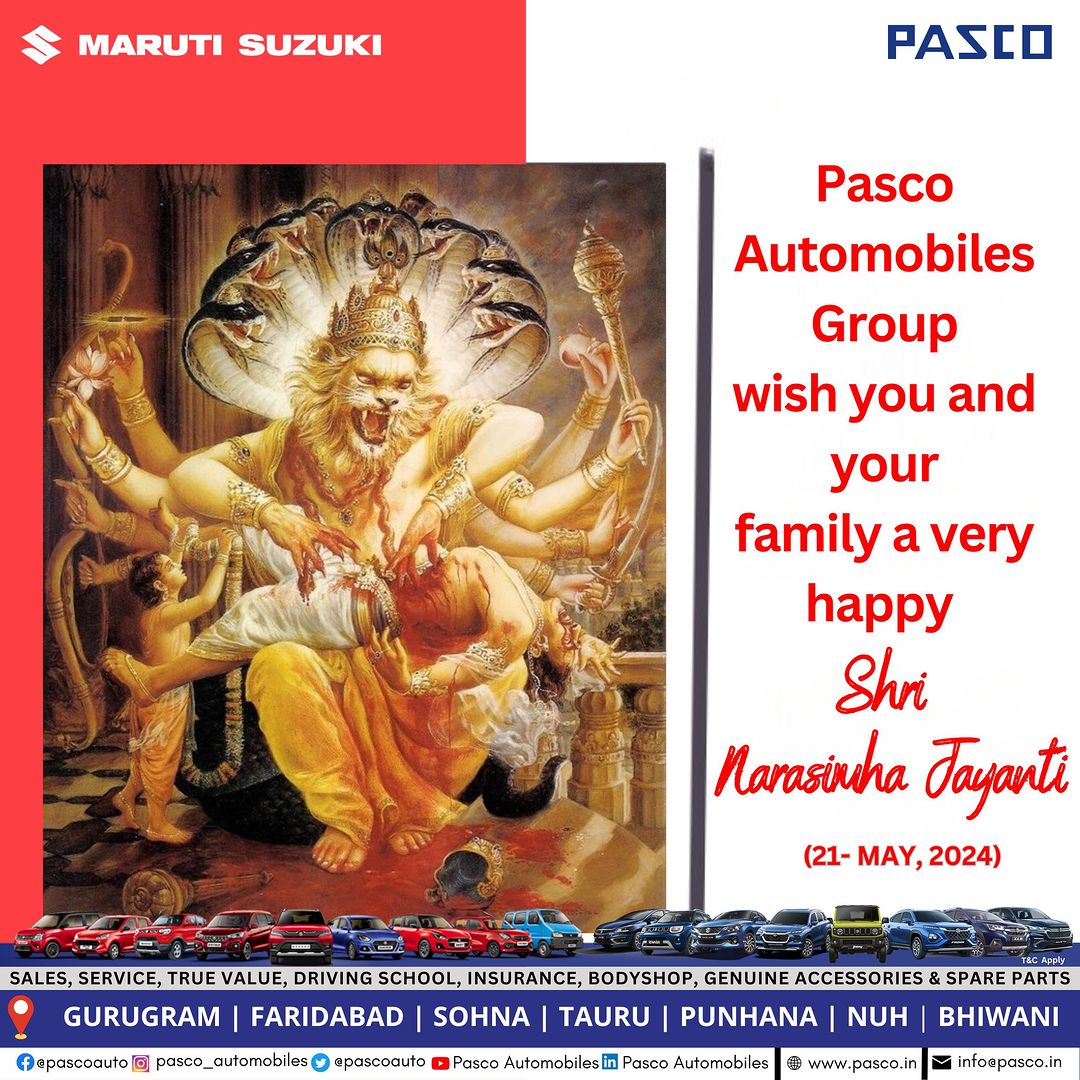 MARUTI SUZUKI
PASCO
Pasco
Automobiles
Group
wish you and
your
family a very
happy
Shri
Narasimha Jayanti
(21- MAY, 2024)
T&C Apply
SALES, SERVICE, TRUE VALUE, DRIVING SCHOOL, INSURANCE, BODYSHOP, GENUINE ACCESSORIES & SPARE PARTS
GURUGRAM | FARIDABAD | SOHNA | TAURU | PUNHANA | NUH | BHIWANI
@pascoauto pasco_automobiles @pascoauto Pasco Automobiles Pasco Automobiles | www.pasco.in | info@pasco.in